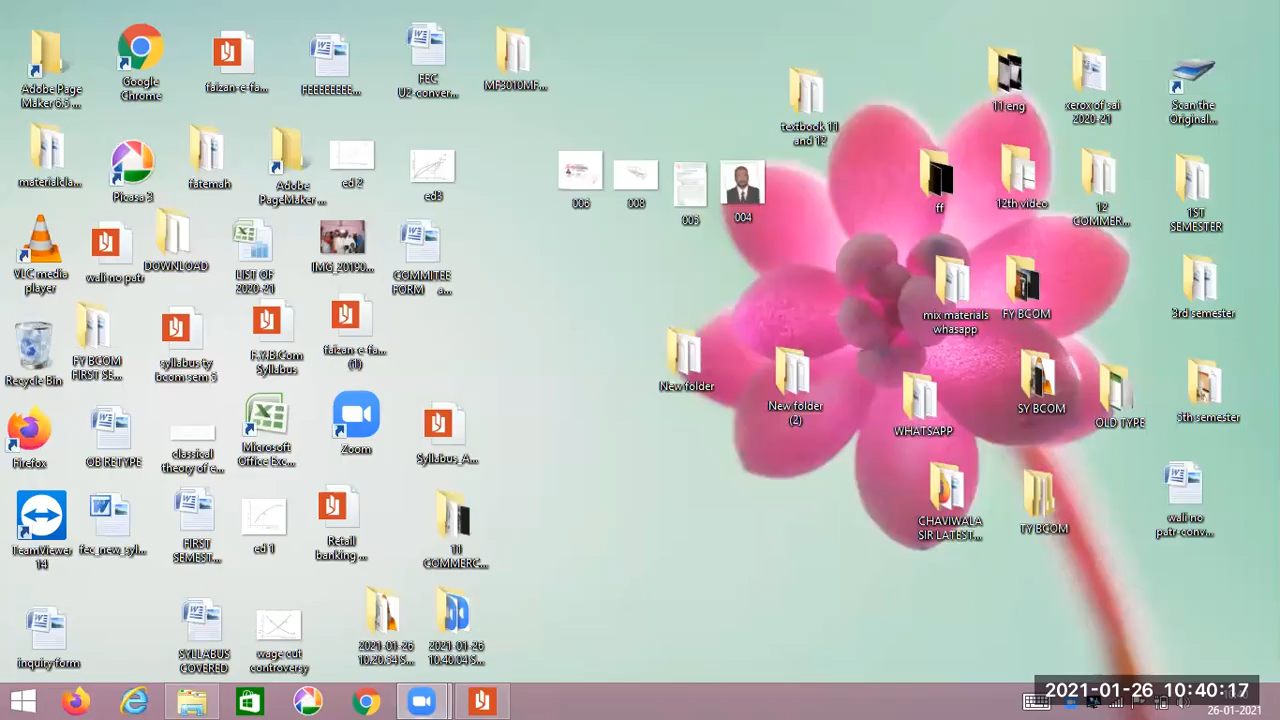 Adobe Page
Maker 6.5 ...
Google
Chrome
faizan-e-fa...
FEEEEEEEE...
FEC
U2 -conver...
MF3010MF...
textbook 11
and 12
11 eng
xerox of sai
2020-21
Scan the
Original...
material-la...
Picasa 3
fatemah
Adobe
PageMaker ...
ed 2
ed3
006
008
005
004
ff
12th video
12
COMMER...
1ST
SEMESTER
VLC media
player
wali no patr
DOWNLOAD
LIST OF
2020-21
IMG_20190...
COMMITEE
FORM a...
mix materials
whasapp
FY BCOM
3rd semester
Recycle Bin
FY BCOM
FIRST SE...
syllabus ty
bcom sem 5
F.Y.B.Com
Syllabus
faizan-e-fa...
(1)
New folder
New folder
(2)
WHATSAPP
SY BCOM
OLD TYPE
5th semester
Firefox
OB RETYPE
classical
theory of e...
Microsoft
Office Exc...
Zoom
Syllabus_A...
TeamViewer
14
fec_new_syl...
FIRST
SEMEST...
ed 1
Retail
banking ...
11
COMMERC...
CHAVIWALA
SIR LATEST...
TY BCOM
wali no
patr-conv...
inquiry form
SYLLABUS
COVERED
wage cut
controversy
2021-01-26
10.20.34 S...
2021-01-26
10.40.04 S...
2021-01-26 10:40:17
26-01-2021